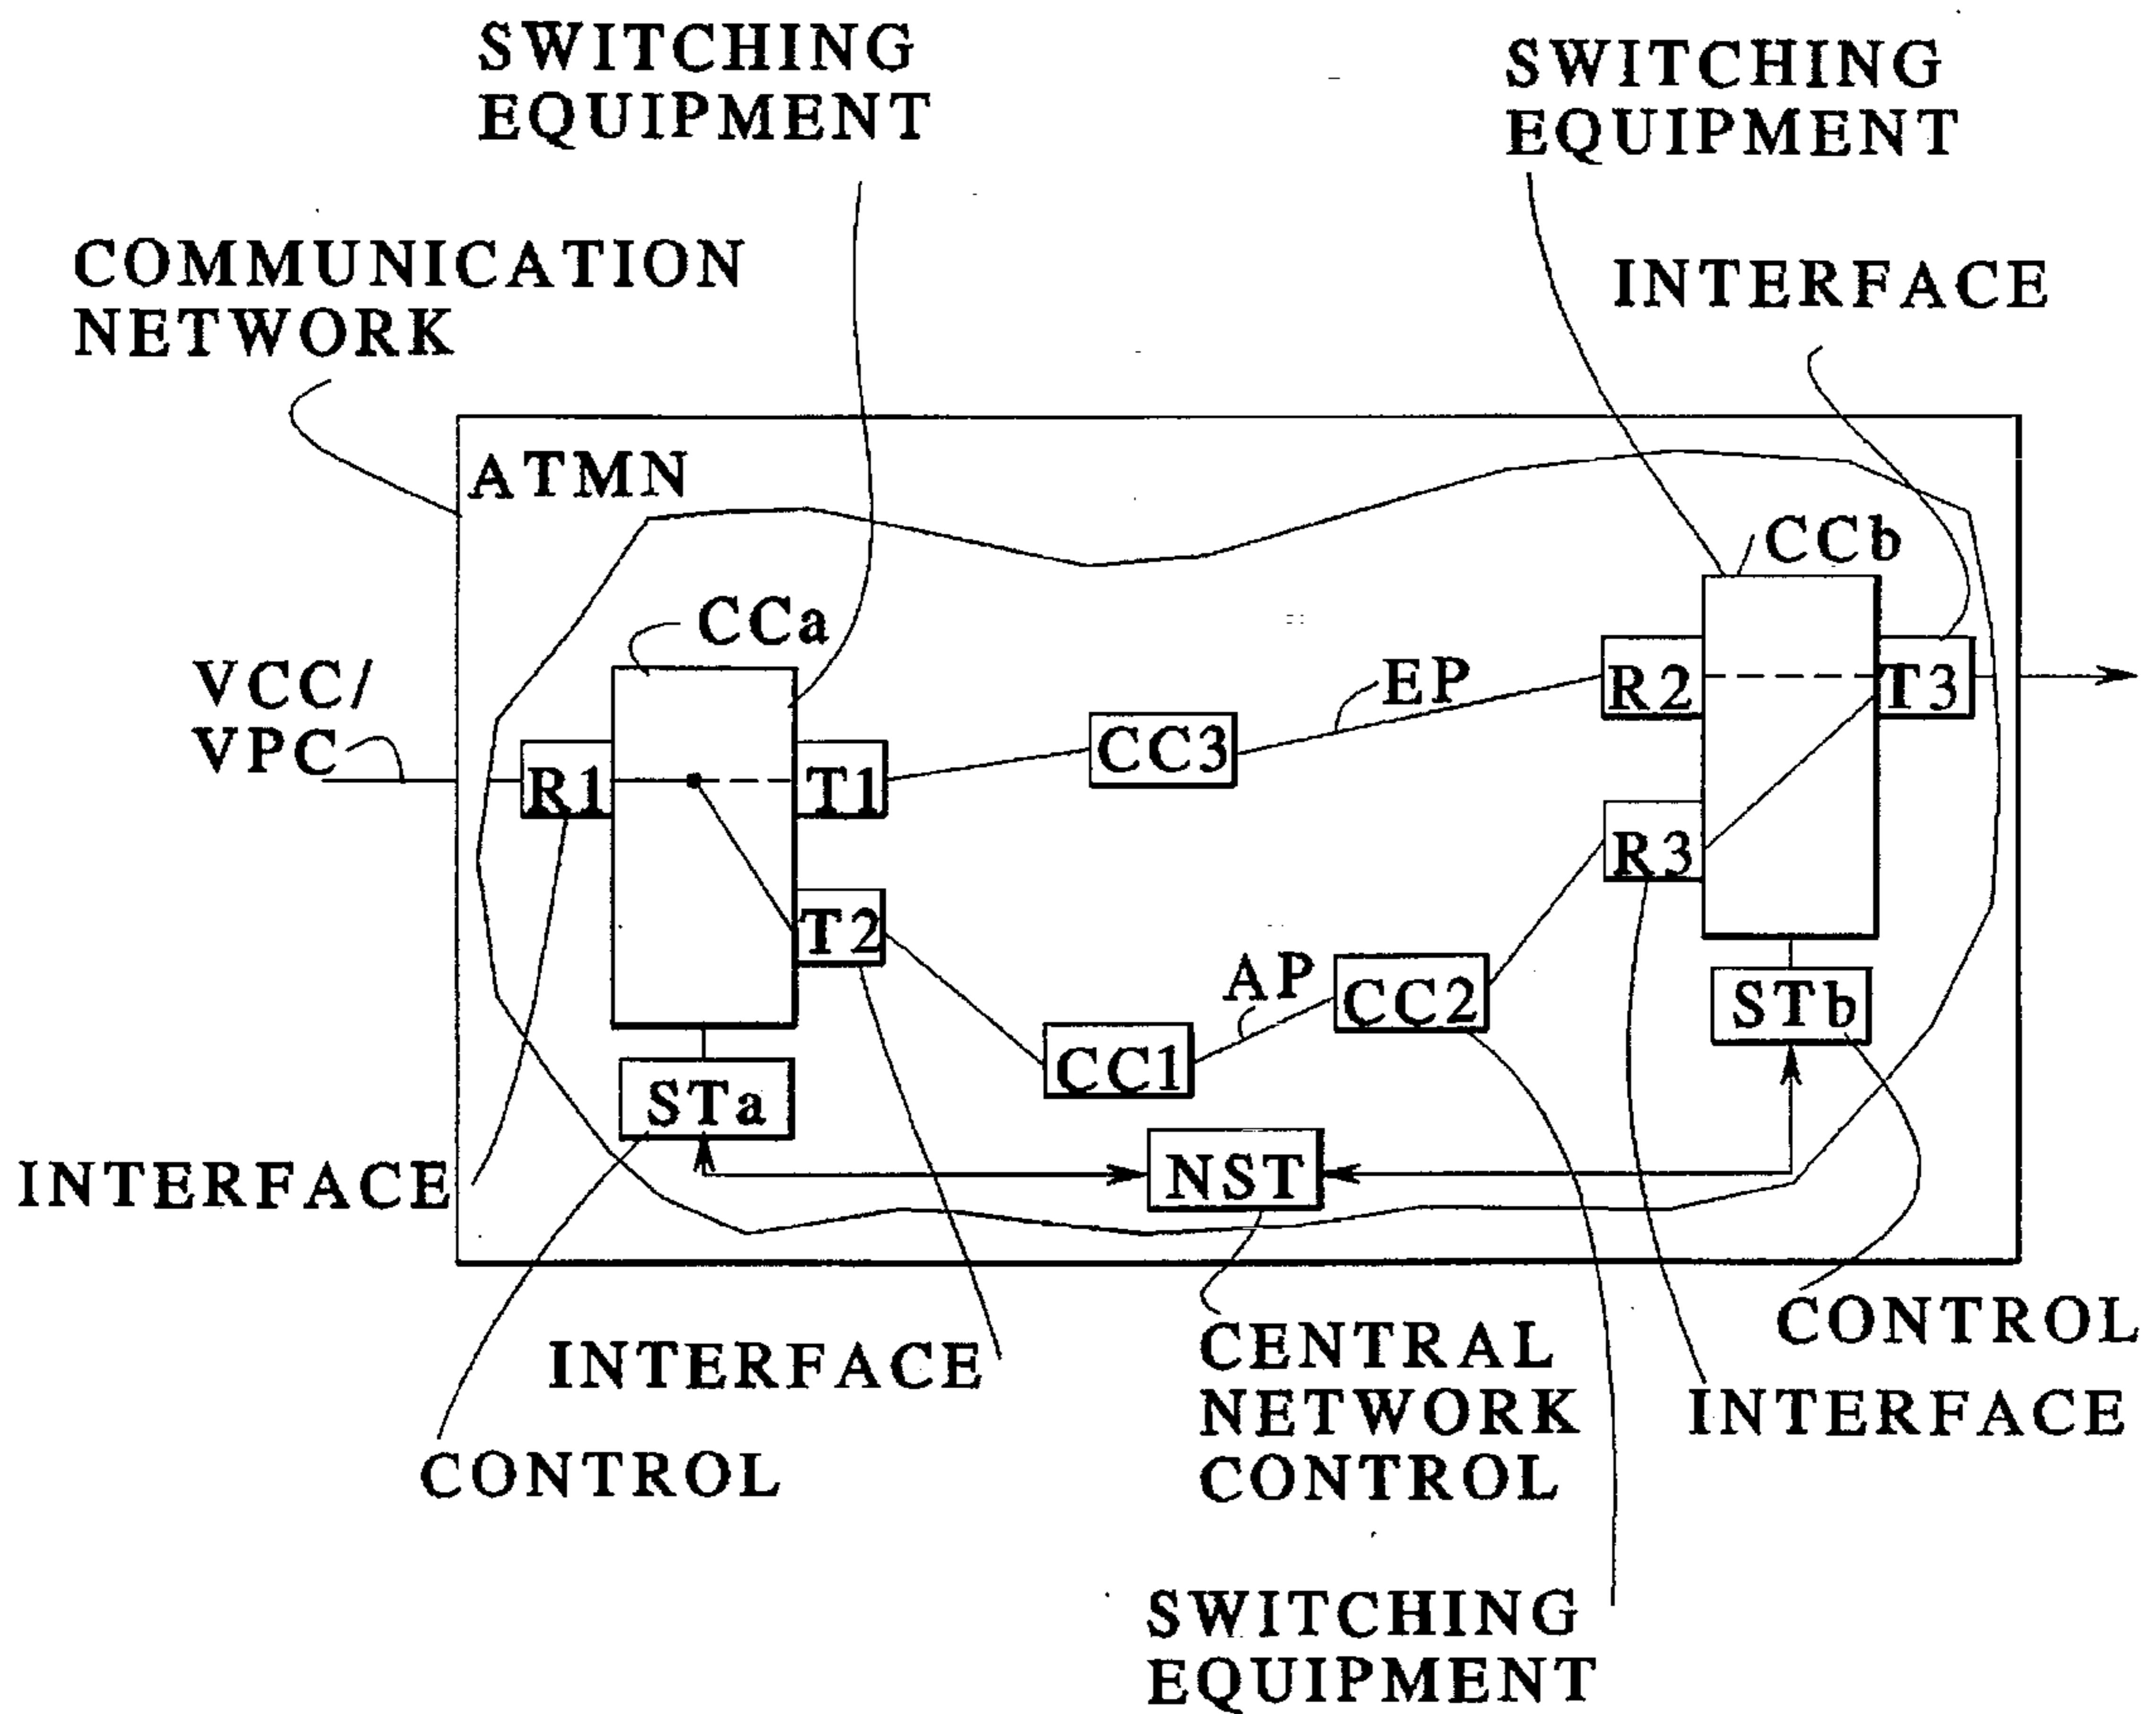 SWITCHING
EQUIPMENT
SWITCHING
EQUIPMENT
COMMUNICATION
NETWORK
INTERFACE
ATMN
CCb
CCa
VCC/
VPC
EP
R2
T3
CC3
R1
T1
R3
T2
AP
CC2
STb
CC1
STa
NST
INTERFACE
CONTROL
INTERFACE
CENTRAL
NETWORK
CONTROL
INTERFACE
CONTROL
SWITCHING
EQUIPMENT